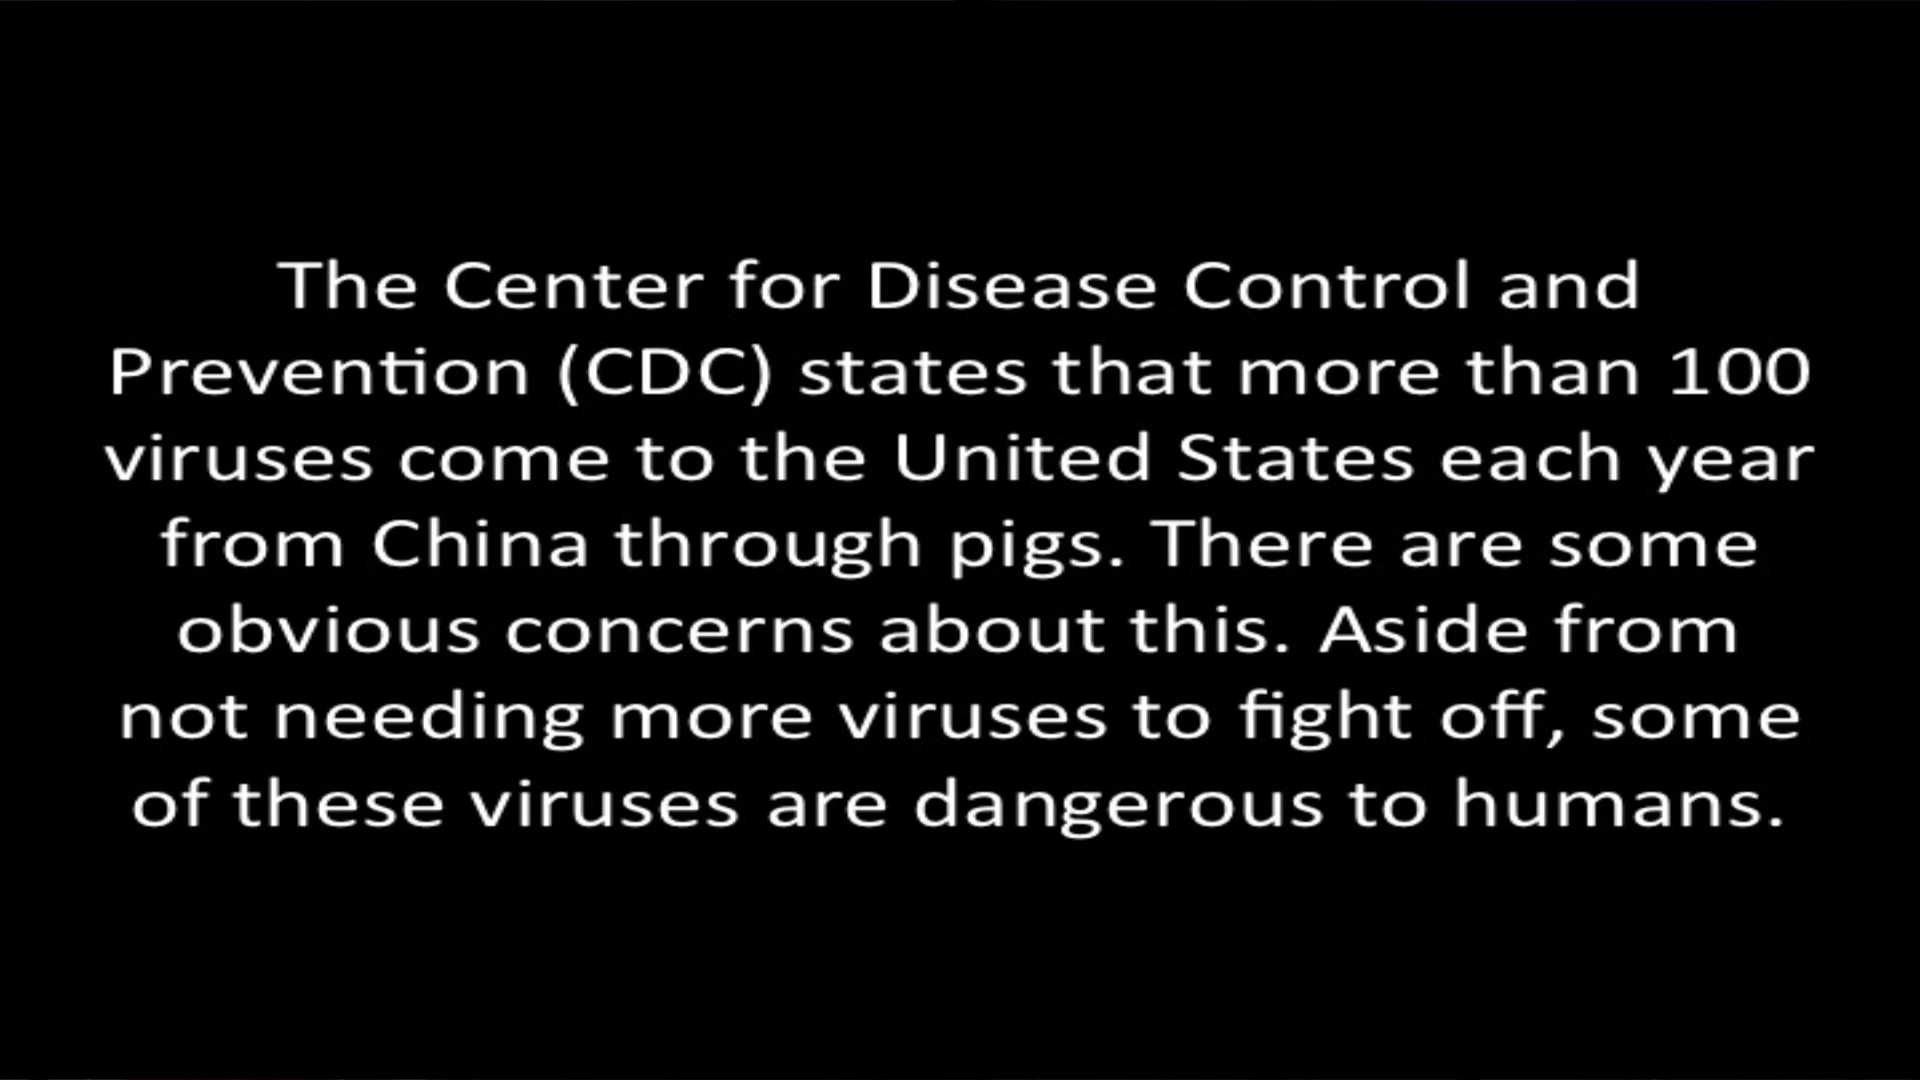 The Center for Disease Control and
Prevention (CDC) states that more than 100
viruses come to the United States each year
from China through pigs. There are some
obvious concerns about this. Aside from
not needing more viruses to fight off, some
of these viruses are dangerous to humans.